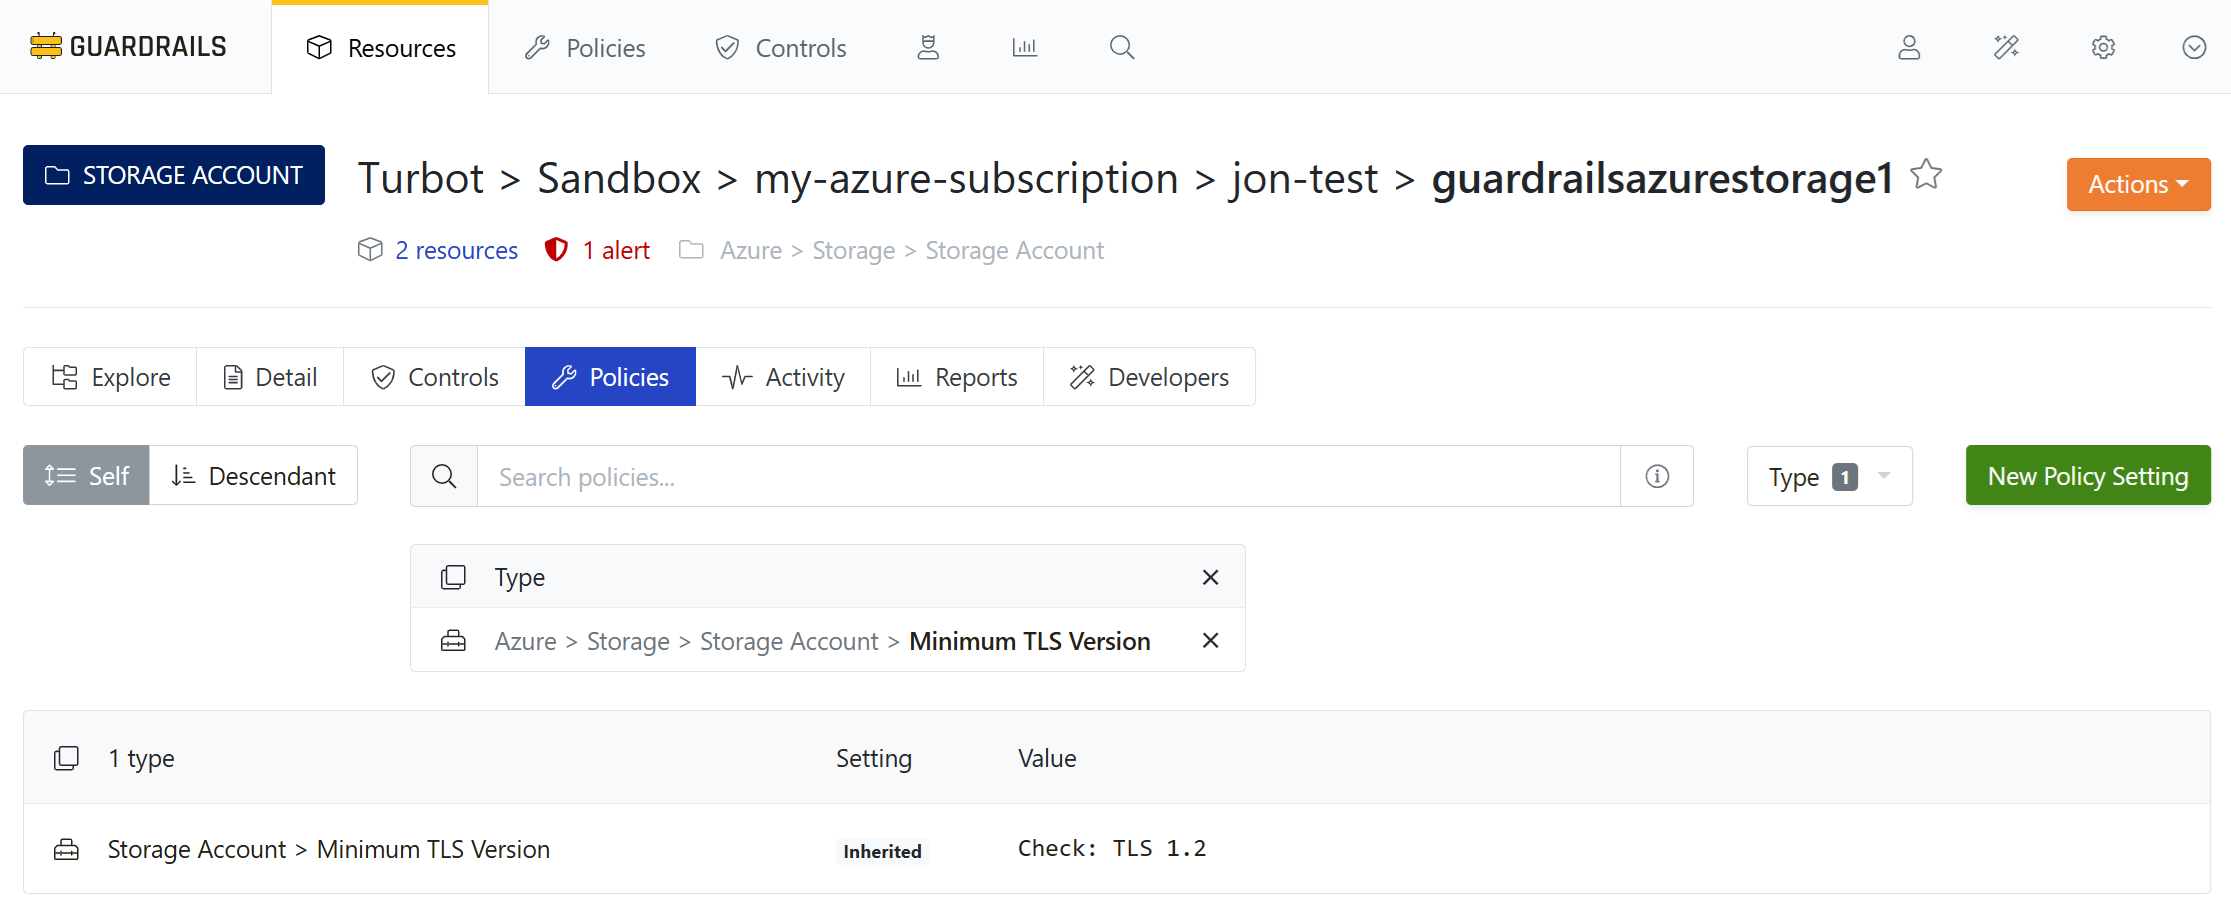 GUARDRAILS Resources Policies Controls
STORAGE ACCOUNT Turbot > Sandbox > my-azure-subscription > jon-test > guardrailsazurestorage1 Actions
2 resources 1 alert Azure > Storage > Storage Account
Explore Detail Controls Policies Activity Reports Developers
Self Descendant Search policies... Type 1 New Policy Setting
Type
Azure > Storage > Storage Account > Minimum TLS Version
1 type Setting Value
Storage Account > Minimum TLS Version Inherited Check: TLS 1.2